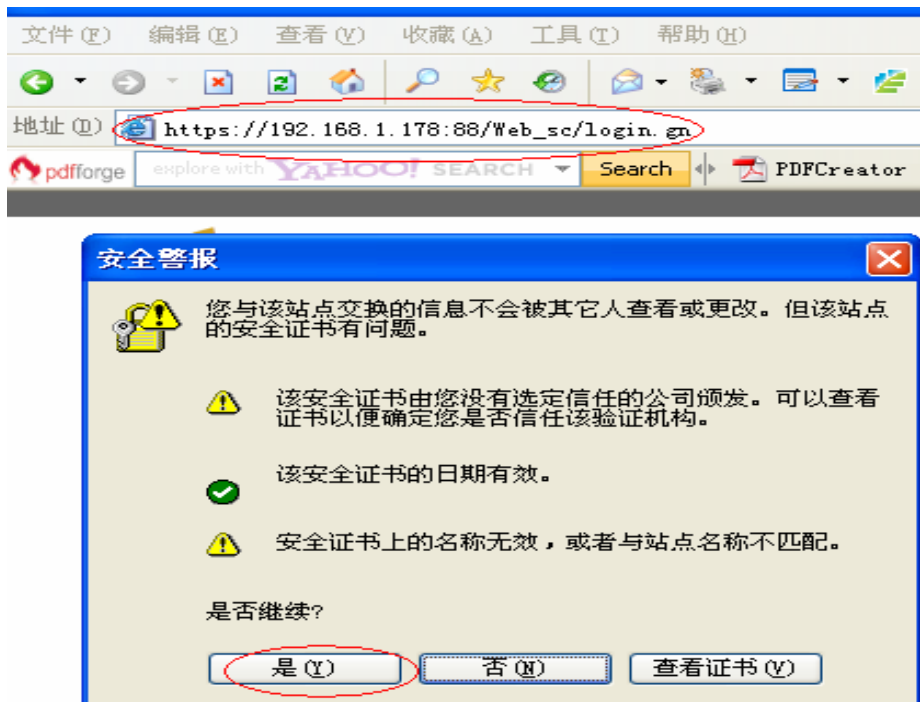 文件(F) 编辑(E) 查看(V) 收藏(A) 工具(T) 帮助(H)
地址(D) https://192.168.1.178:88/Web_sc/login.gn
pdfforge explore with YAHOO! SEARCH Search PDFCreator
安全警报
您与该站点交换的信息不会被其它人查看或更改。但该站点
的安全证书有问题。
该安全证书由您没有选定信任的公司颁发。可以查看
证书以便确定您是否信任该验证机构。
该安全证书的日期有效。
安全证书上的名称无效，或者与站点名称不匹配。
是否继续?
是(Y) 否(N) 查看证书(V)